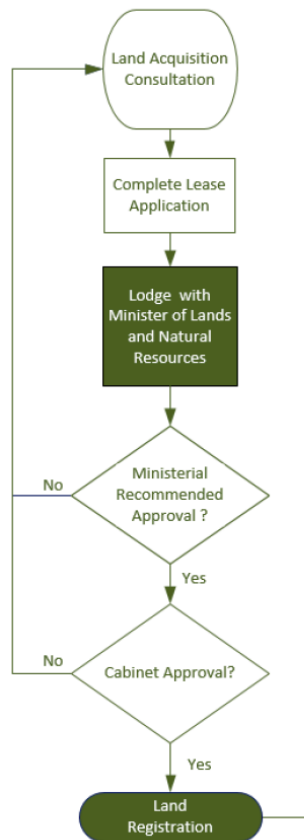 Land Acquisition
Consultation
Complete Lease
Application
Lodge with
Minister of Lands
and Natural
Resources
Ministerial
Recommended
Approval ?
No
Yes
Cabinet Approval?
No
Yes
Land
Registration